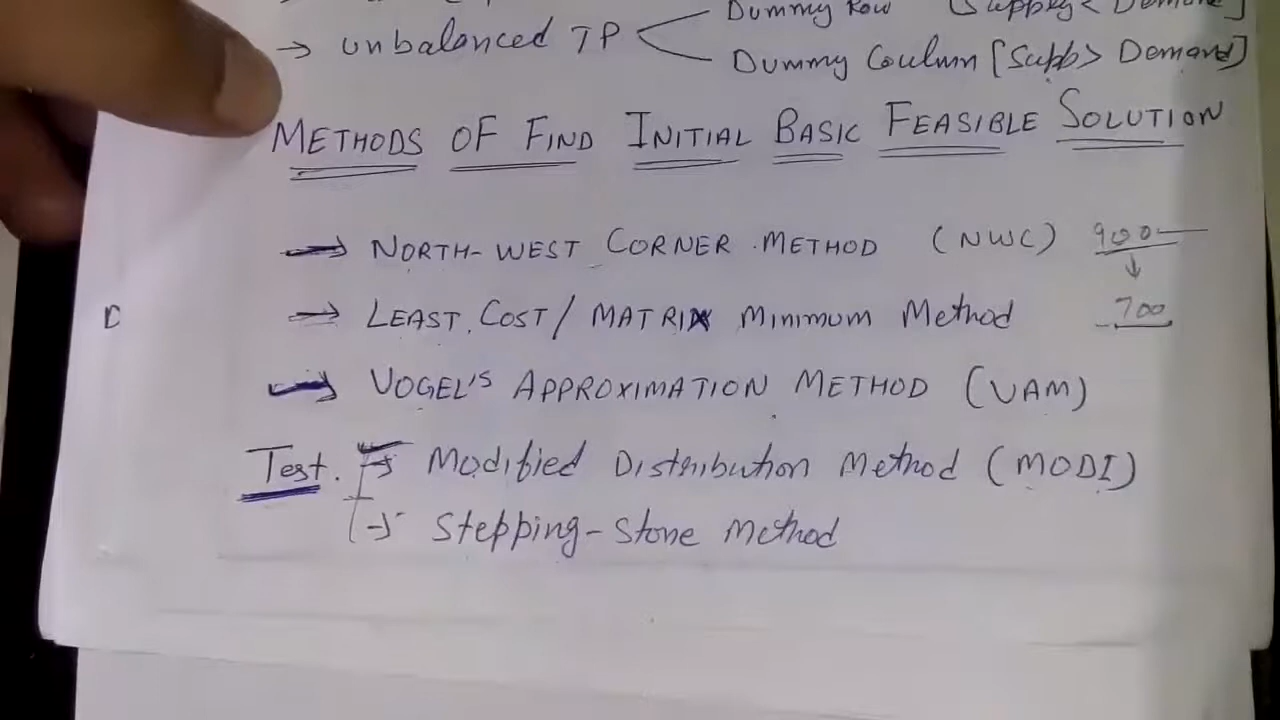 Dummy Row [Supply < Demand]
→ unbalanced TP
Dummy Coulumn [Supp> Demand]
METHODS OF FIND INITIAL BASIC FEASIBLE SOLUTION
→ NORTH-WEST CORNER METHOD (NWC) 900
↓
→ LEAST COST/ MATRIX Minimum Method 700
→ VOGEL'S APPROXIMATION METHOD (VAM)
Test. → Modified Distribution Method (MODI)
→ Stepping-Stone Method